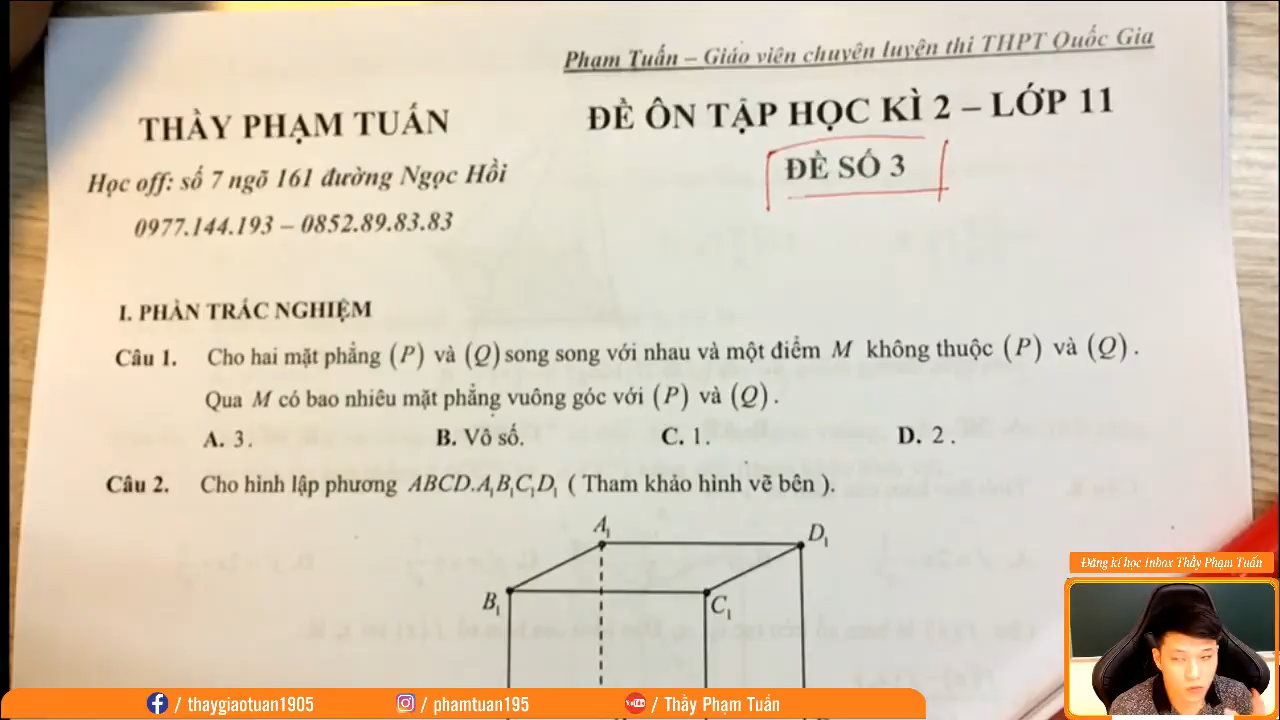 Phạm Tuấn – Giáo viên chuyên luyện thi THPT Quốc Gia
THẦY PHẠM TUẤN
ĐỀ ÔN TẬP HỌC KÌ 2 – LỚP 11
ĐỀ SỐ 3
Học off: số 7 ngõ 161 đường Ngọc Hồi
0977.144.193 – 0852.89.83.83
I. PHẦN TRẮC NGHIỆM
Câu 1. Cho hai mặt phẳng (P) và (Q) song song với nhau và một điểm M không thuộc (P) và (Q).
Qua M có bao nhiêu mặt phẳng vuông góc với (P) và (Q).
A. 3. B. Vô số. C. 1. D. 2.
Câu 2. Cho hình lập phương ABCD.A₁B₁C₁D₁ ( Tham khảo hình vẽ bên ).
A₁ D₁
B₁ C₁
Đăng kí học inbox Thầy Phạm Tuấn
/ thaygiaotuan1905 / phamtuan195 YouTube / Thầy Phạm Tuấn